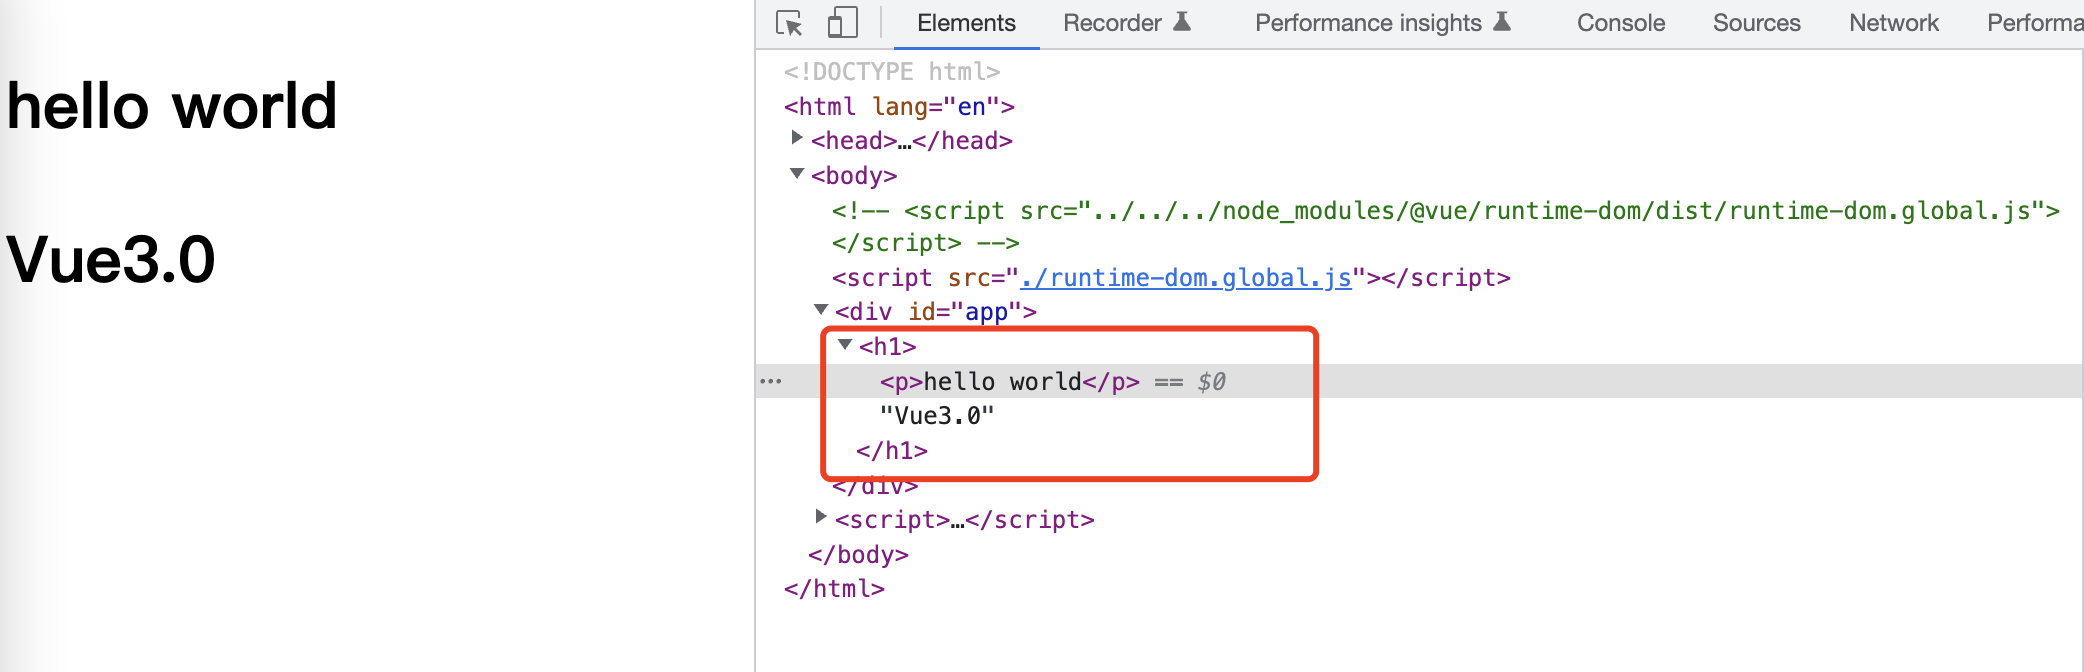 hello world
Vue3.0
Elements Recorder Performance insights Console Sources Network Performa
<!DOCTYPE html>
<html lang="en">
<head>…</head>
<body>
<!-- <script src="../../../node_modules/@vue/runtime-dom/dist/runtime-dom.global.js">
</script> -->
<script src="./runtime-dom.global.js"></script>
<div id="app">
<h1>
<p>hello world</p> == $0
"Vue3.0"
</h1>
</div>
<script>…</script>
</body>
</html>